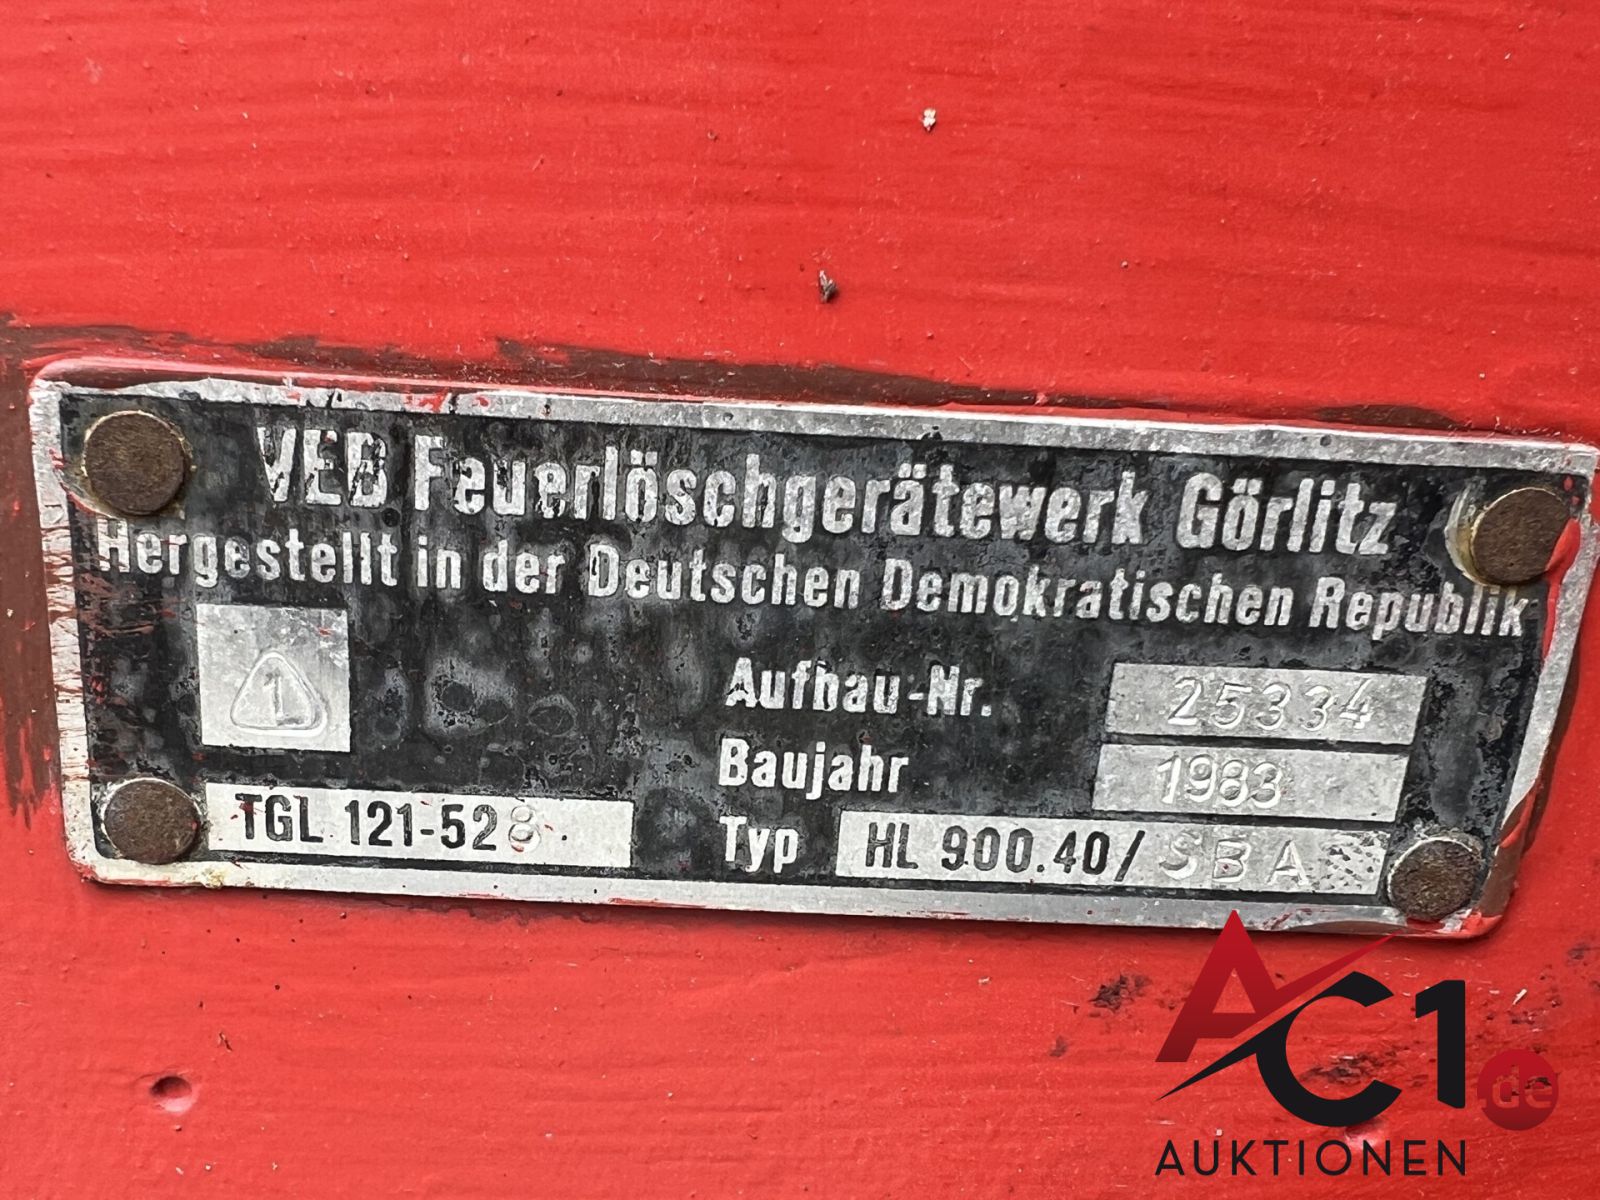 VEB Feuerlöschgerätewerk Görlitz
Hergestellt in der Deutschen Demokratischen Republik
1
Aufbau-Nr. 25334
Baujahr 1983
TGL 121-528
Typ HL 900.40/SBA
AC1.de
AUKTIONEN